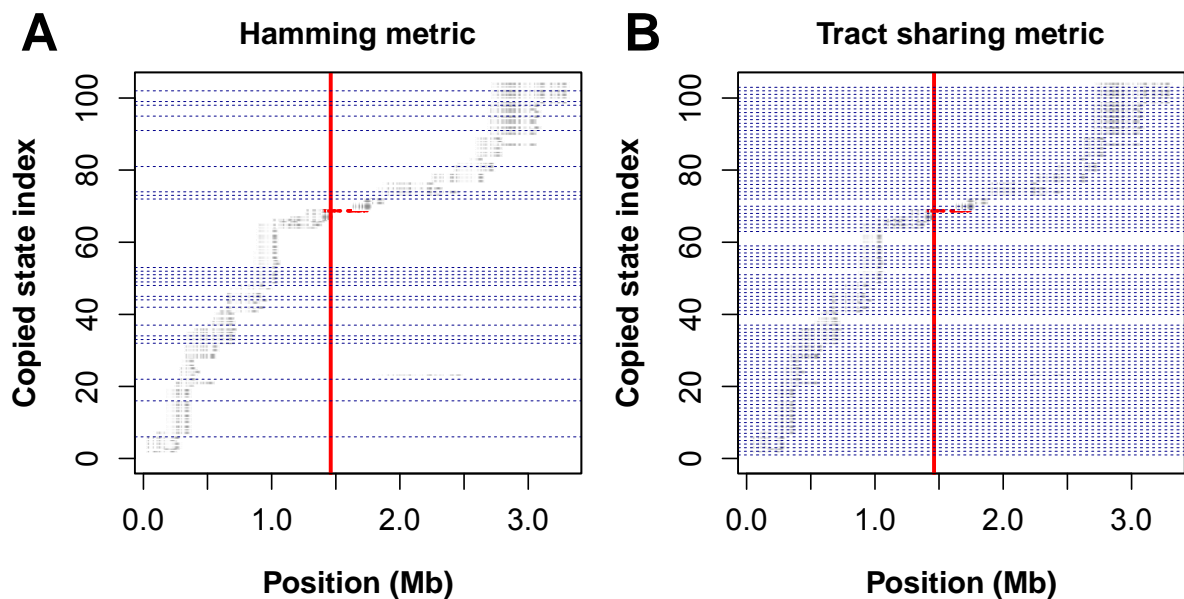 A
Hamming metric
Copied state index
0
20
40
60
80
100
0.0
1.0
2.0
3.0
Position (Mb)
B
Tract sharing metric
Copied state index
0
20
40
60
80
100
0.0
1.0
2.0
3.0
Position (Mb)